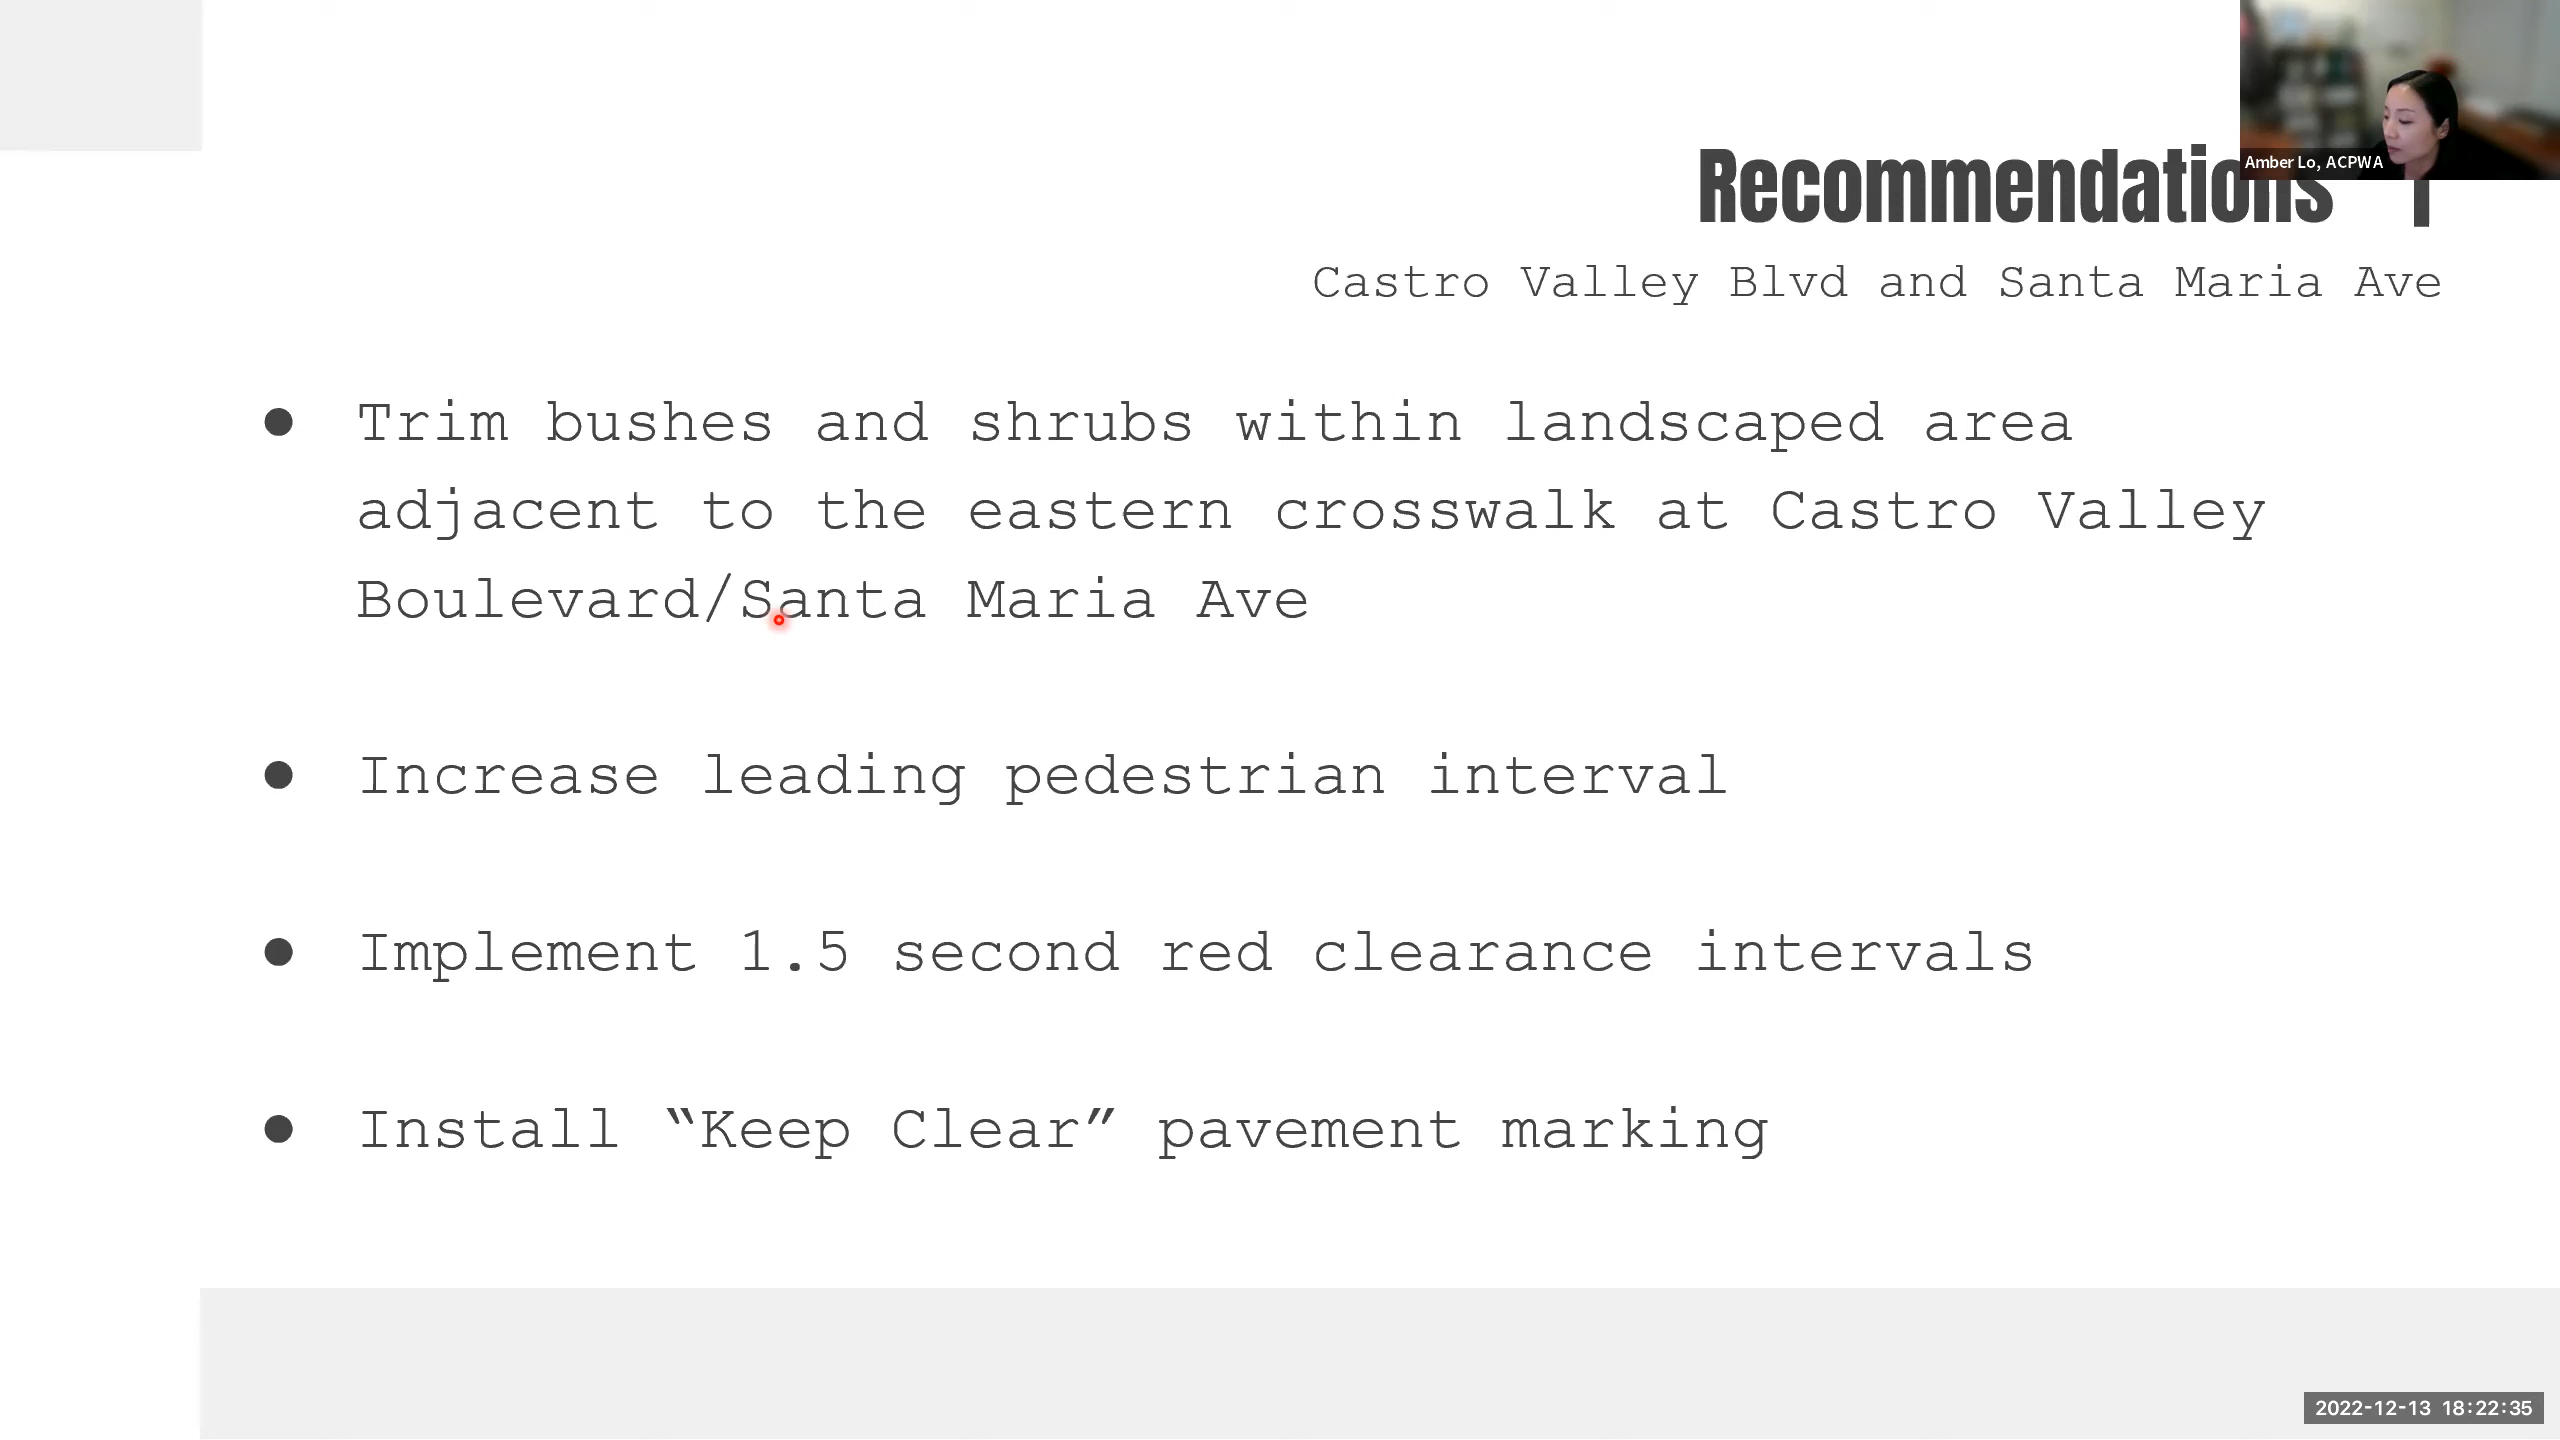 Amber Lo, ACPWA
Recommendations
Castro Valley Blvd and Santa Maria Ave
● Trim bushes and shrubs within landscaped area
adjacent to the eastern crosswalk at Castro Valley
Boulevard/Santa Maria Ave
● Increase leading pedestrian interval
● Implement 1.5 second red clearance intervals
● Install “Keep Clear” pavement marking
2022-12-13 18:22:35